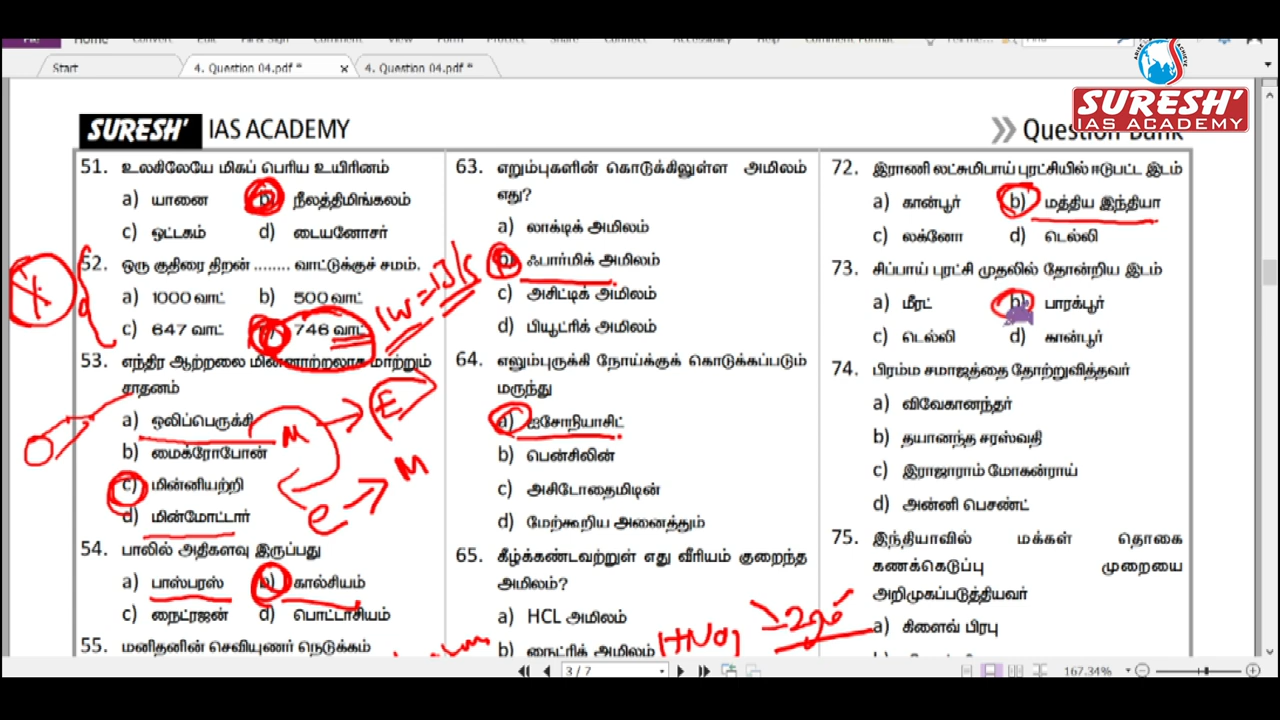 Start
4. Question 04.pdf *
x
4. Question 04.pdf *
ARISE
ACHIEVE
SURESH'
IAS ACADEMY
SURESH' IAS ACADEMY
Question Bank
51. உலகிலேயே மிகப் பெரிய உயிரினம்
a) யானை b) நீலத்திமிங்கலம்
c) ஒட்டகம் d) டையனோசர்
52. ஒரு குதிரை திறன் ........ வாட்டுக்குச் சமம்.
a) 1000 வாட் b) 500 வாட்
c) 647 வாட் d) 746 வாட்
1W = 1J/s
53. எந்திர ஆற்றலை மின்னாற்றலாக மாற்றும்
சாதனம்
a) ஒலிப்பெருக்கி
b) மைக்ரோபோன்
c) மின்னியற்றி
d) மின்மோட்டார்
M
E
e M
54. பாலில் அதிகளவு இருப்பது
a) பாஸ்பரஸ் b) கால்சியம்
c) நைட்ரஜன் d) பொட்டாசியம்
55. மனிதனின் செவியுணர் நெடுக்கம்
63. எறும்புகளின் கொடுக்கிலுள்ள அமிலம்
எது?
a) லாக்டிக் அமிலம்
b) ஃபார்மிக் அமிலம்
c) அசிட்டிக் அமிலம்
d) பியூட்ரிக் அமிலம்
64. எலும்புருக்கி நோய்க்குக் கொடுக்கப்படும்
மருந்து
a) ஐசோநியாசிட்
b) பென்சிலின்
c) அசிடோதைமிடின்
d) மேற்கூறிய அனைத்தும்
65. கீழ்க்கண்டவற்றுள் எது வீரியம் குறைந்த
அமிலம்?
a) HCL அமிலம்
b) நைட்ரிக் அமிலம்
72. இராணி லட்சுமிபாய் புரட்சியில் ஈடுபட்ட இடம்
a) கான்பூர் b) மத்திய இந்தியா
c) லக்னோ d) டெல்லி
73. சிப்பாய் புரட்சி முதலில் தோன்றிய இடம்
a) மீரட் b) பாரக்பூர்
c) டெல்லி d) கான்பூர்
74. பிரம்ம சமாஜத்தை தோற்றுவித்தவர்
a) விவேகானந்தர்
b) தயானந்த சரஸ்வதி
c) இராஜாராம் மோகன்ராய்
d) அன்னி பெசண்ட்
75. இந்தியாவில் மக்கள் தொகை
கணக்கெடுப்பு முறையை
அறிமுகப்படுத்தியவர்
a) கிளைவ் பிரபு
3 / 7
167.34%